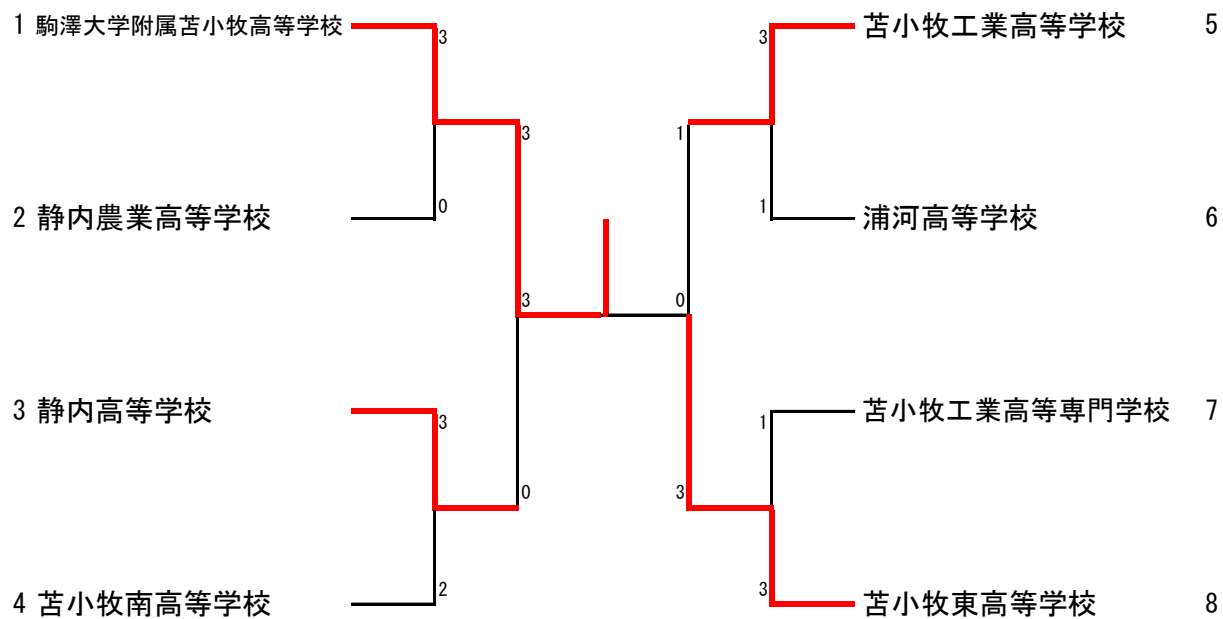 1 駒澤大学附属苫小牧高等学校 3 3 苫小牧工業高等学校 5
3 1
2 静内農業高等学校 0 1 浦河高等学校 6
3 0
3 静内高等学校 3 1 苫小牧工業高等専門学校 7
0 3
4 苫小牧南高等学校 2 3 苫小牧東高等学校 8